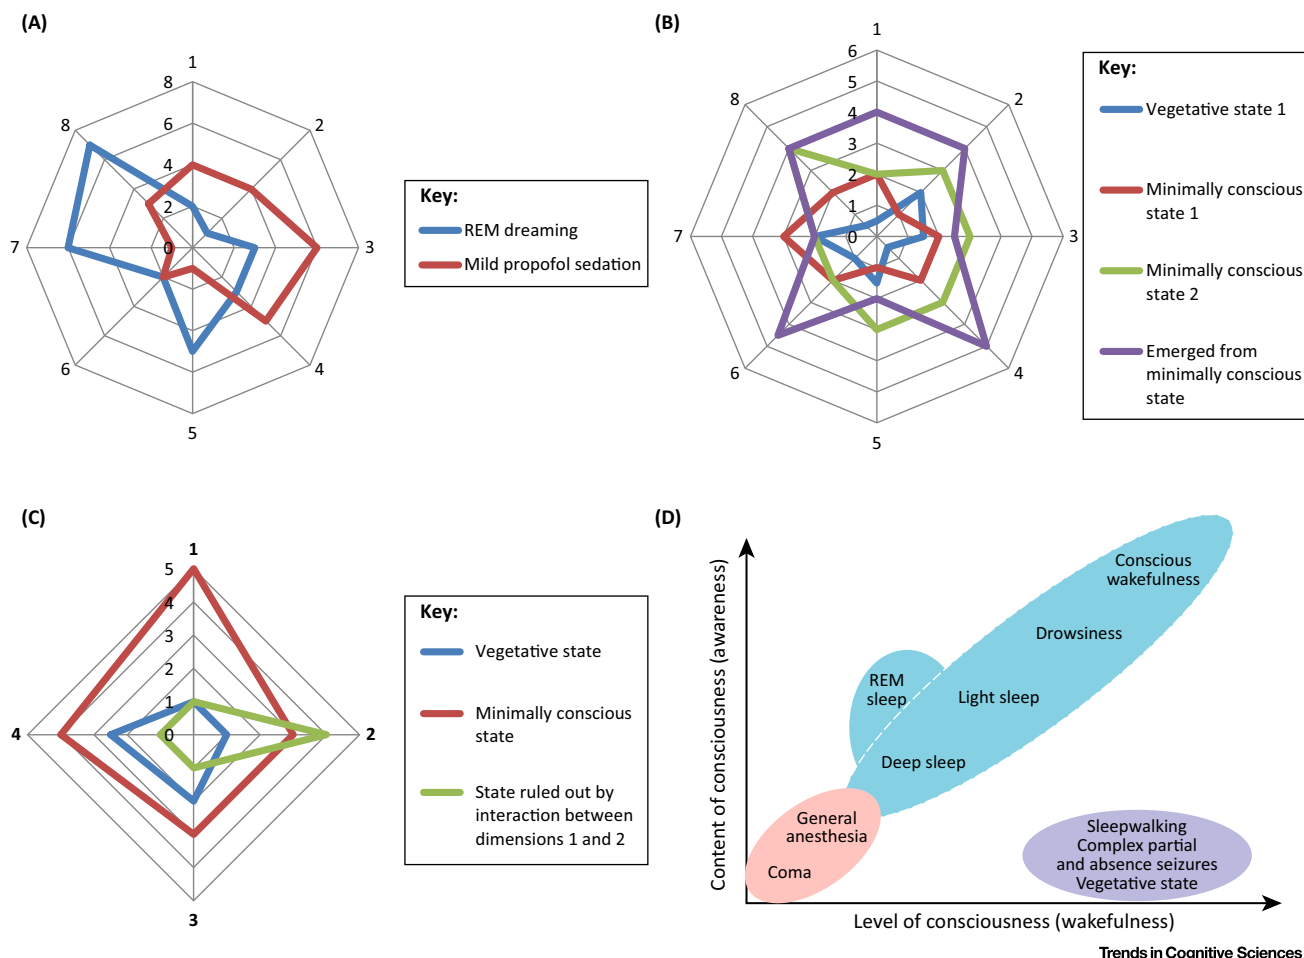 (A)
1
8
6
4
2
0
2
3
4
5
6
7
8
Key:
REM dreaming
Mild propofol sedation
(B)
1
6
5
4
3
2
1
0
2
3
4
5
6
7
8
Key:
Vegetative state 1
Minimally conscious
state 1
Minimally conscious
state 2
Emerged from
minimally conscious
state
(C)
1
5
4
3
2
1
0
2
3
4
Key:
Vegetative state
Minimally conscious
state
State ruled out by
interaction between
dimensions 1 and 2
(D)
Content of consciousness (awareness)
Conscious
wakefulness
Drowsiness
REM
sleep
Light sleep
Deep sleep
General
anesthesia
Coma
Sleepwalking
Complex partial
and absence seizures
Vegetative state
Level of consciousness (wakefulness)
Trends in Cognitive Sciences